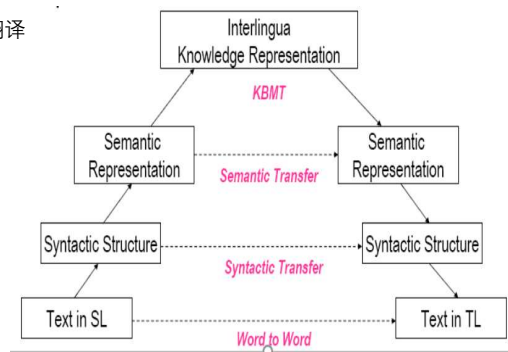 译
Interlingua
Knowledge Representation
KBMT
Semantic
Representation
Semantic
Representation
Semantic Transfer
Syntactic Structure
Syntactic Structure
Syntactic Transfer
Text in SL
Text in TL
Word to Word